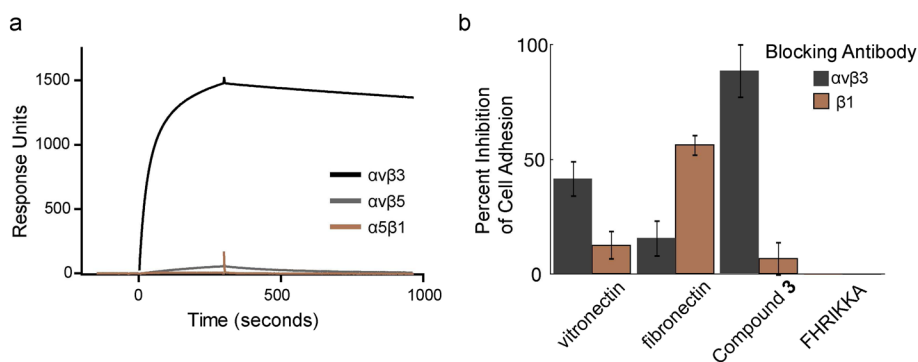 a
Response Units
1500
1000
500
0
αvβ3
αvβ5
α5β1
0
500
1000
Time (seconds)
b
Percent Inhibition
of Cell Adhesion
100
50
0
Blocking Antibody
αvβ3
β1
vitronectin
fibronectin
Compound 3
FHRIKKA